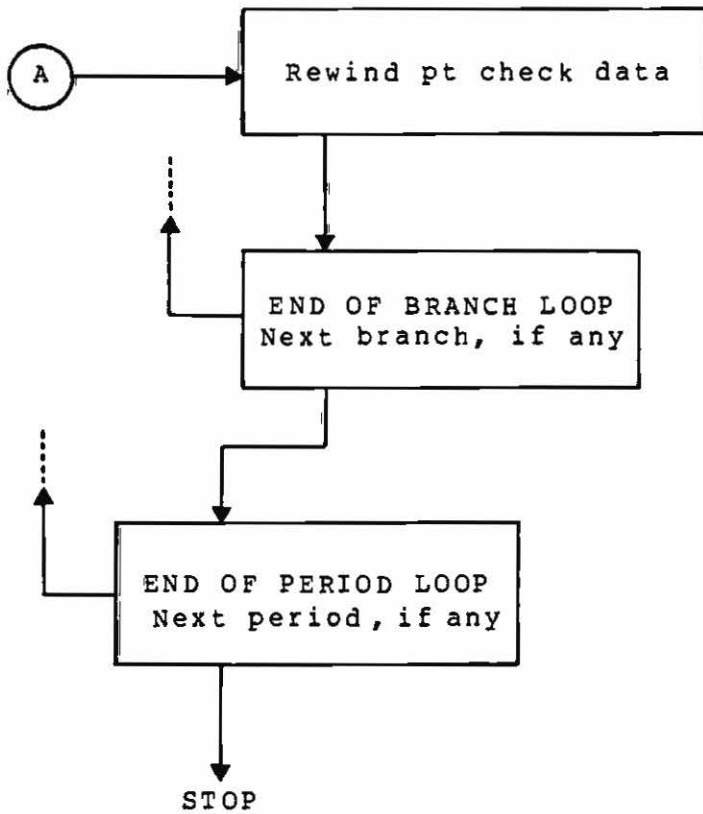 A
Rewind pt check data
END OF BRANCH LOOP
Next branch, if any
END OF PERIOD LOOP
Next period, if any
STOP